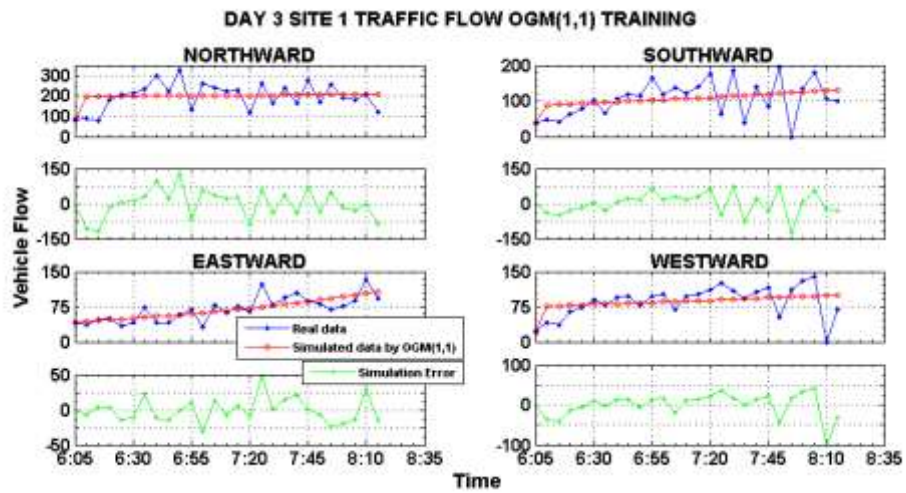 DAY 3 SITE 1 TRAFFIC FLOW OGM(1,1) TRAINING
NORTHWARD
SOUTHWARD
300
200
100
0
200
100
0
150
0
-150
150
0
-150
Vehicle Flow
EASTWARD
WESTWARD
150
75
0
150
75
0
Real data
Simulated data by OGM(1,1)
Simulation Error
50
0
-50
100
0
-100
6:05 6:30 6:55 7:20 7:45 8:10 8:35
6:05 6:30 6:55 7:20 7:45 8:10 8:35
Time